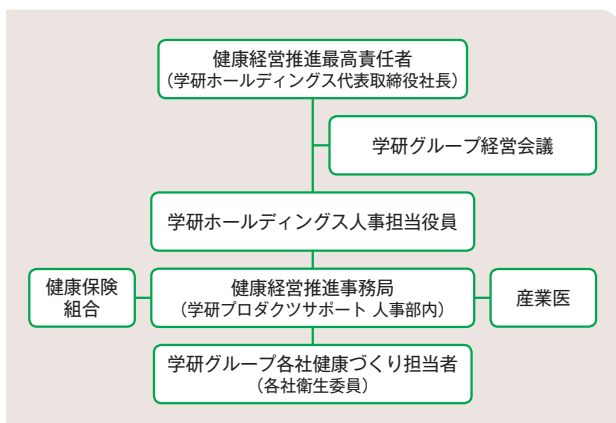 健康経営推進最高責任者
（学研ホールディングス代表取締役社長）
学研グループ経営会議
学研ホールディングス人事担当役員
健康保険
組合
健康経営推進事務局
（学研プロダクツサポート 人事部内）
産業医
学研グループ各社健康づくり担当者
（各社衛生委員）